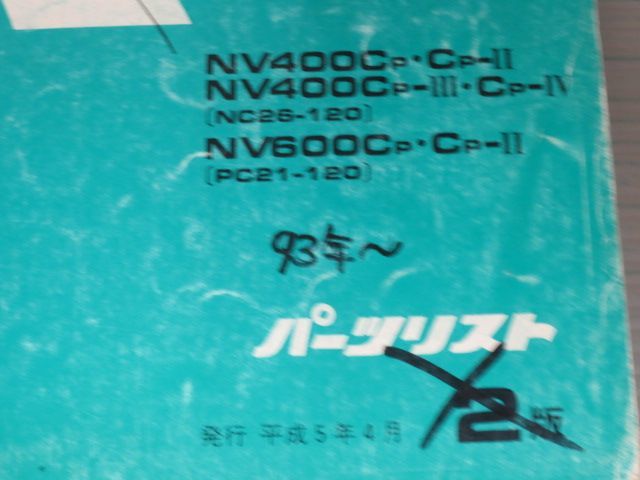 NV400CP・CP-II
NV400CP-III・CP-IV
(NC26-120)
NV600CP・CP-II
(PC21-120)
93年〜
パーツリスト
2版
発行 平成5年4月